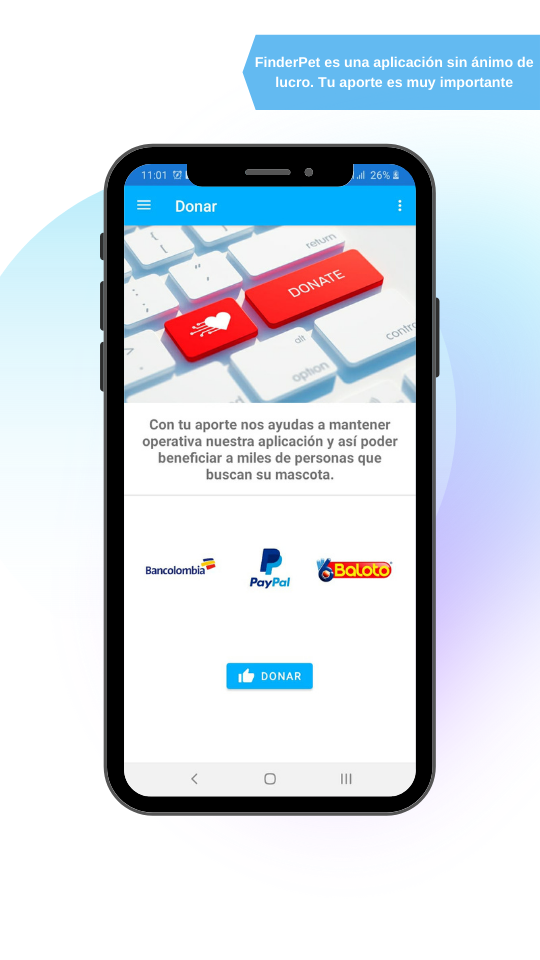 FinderPet es una aplicación sin ánimo de
lucro. Tu aporte es muy importante
11:01
26%
Donar
return
DONATE
alt
option
contro
Con tu aporte nos ayudas a mantener
operativa nuestra aplicación y así poder
beneficiar a miles de personas que
buscan su mascota.
Bancolombia
PayPal
Baloto
DONAR